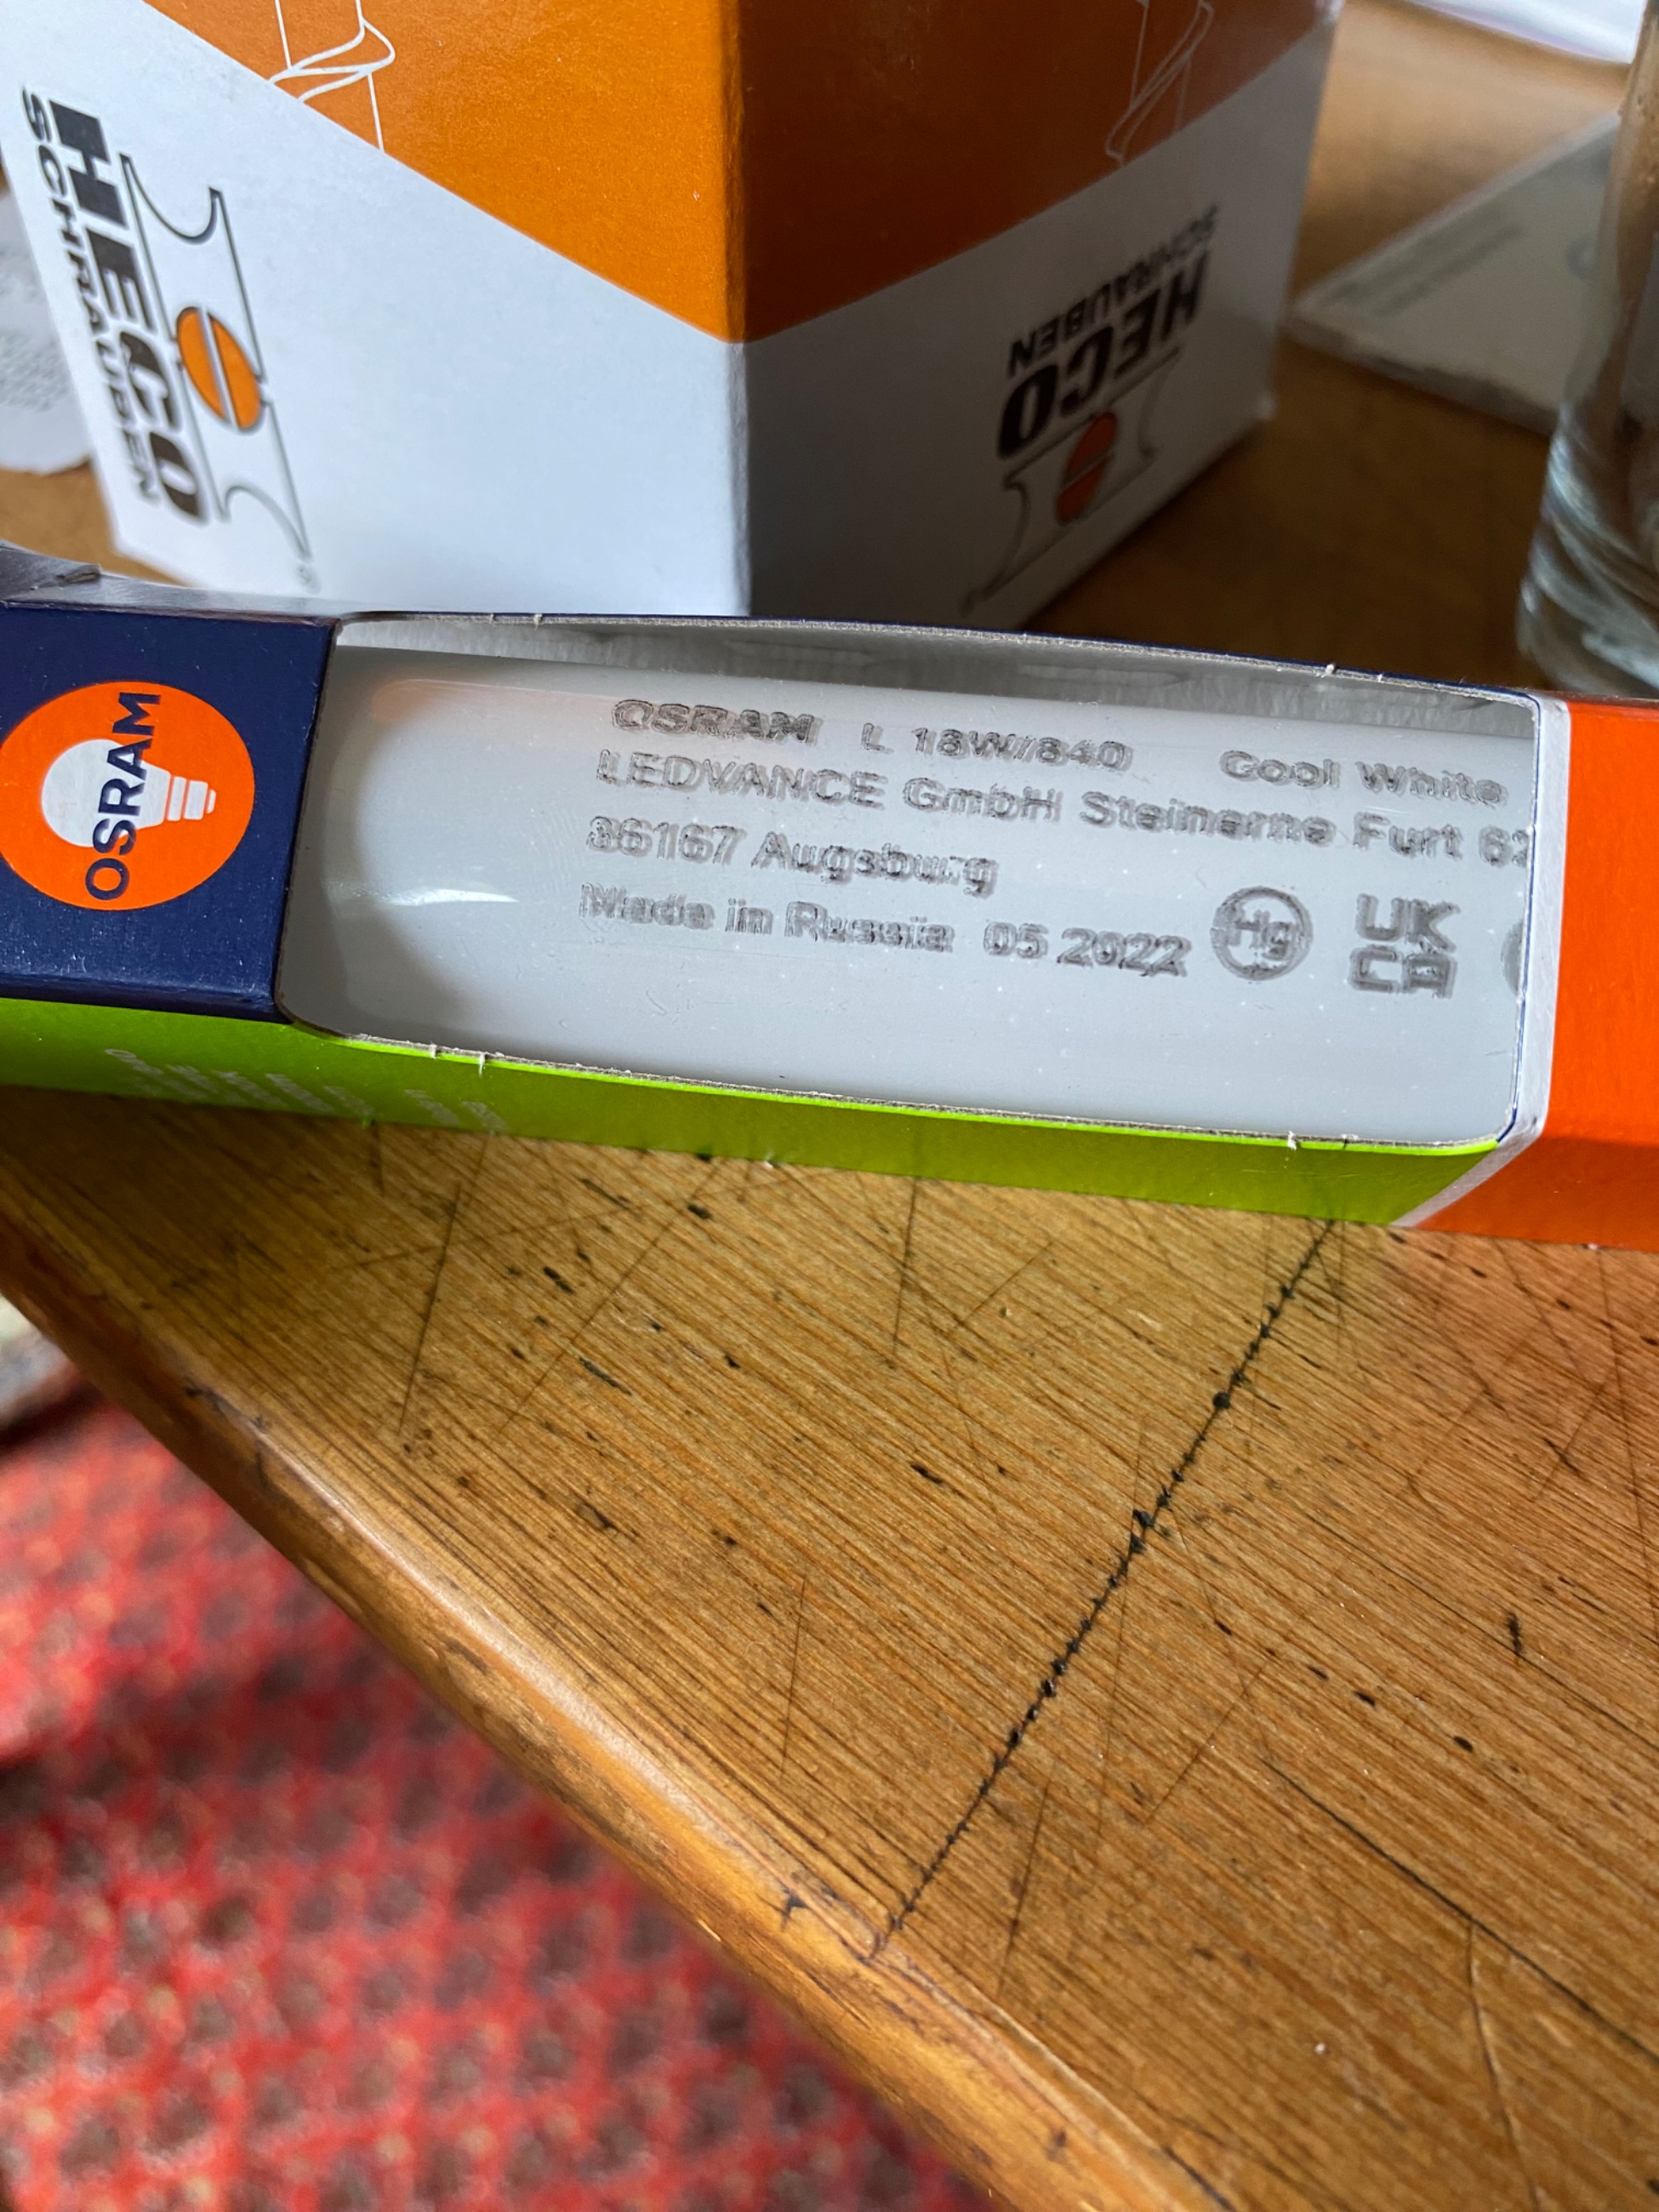 HECO
SCHRAUBEN
HECO
SCHRAUBEN
OSRAM
OSRAM L 18W/840 Cool White
LEDVANCE GmbH Steinerne Furt 62
86167 Augsburg
Made in Russia 05 2022 Hg UK
CA